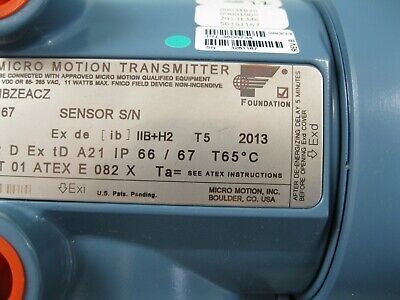 S/N: 3281167
MICRO MOTION TRANSMITTER
BE CONNECTED WITH APPROVED MICRO MOTION QUALIFIED EQUIPMENT
VDC OR 85- 265 VAC, 11 WATTS MAX. FMCO FIELD DEVICE NON-INCENDIVE
IBZEACZ
FOUNDATION
67 SENSOR S/N
Ex de [ib] IIB+H2 T5 2013
D Ex tD A21 IP 66 / 67 T65°C
T 01 ATEX E 082 X Ta= SEE ATEX INSTRUCTIONS
Exi
U.S. Pats. Pending.
MICRO MOTION, INC.
BOULDER, CO. USA
Exd
AFTER DE-ENERGIZING DELAY 5 MINUTES
BEFORE OPENING Exd COVER